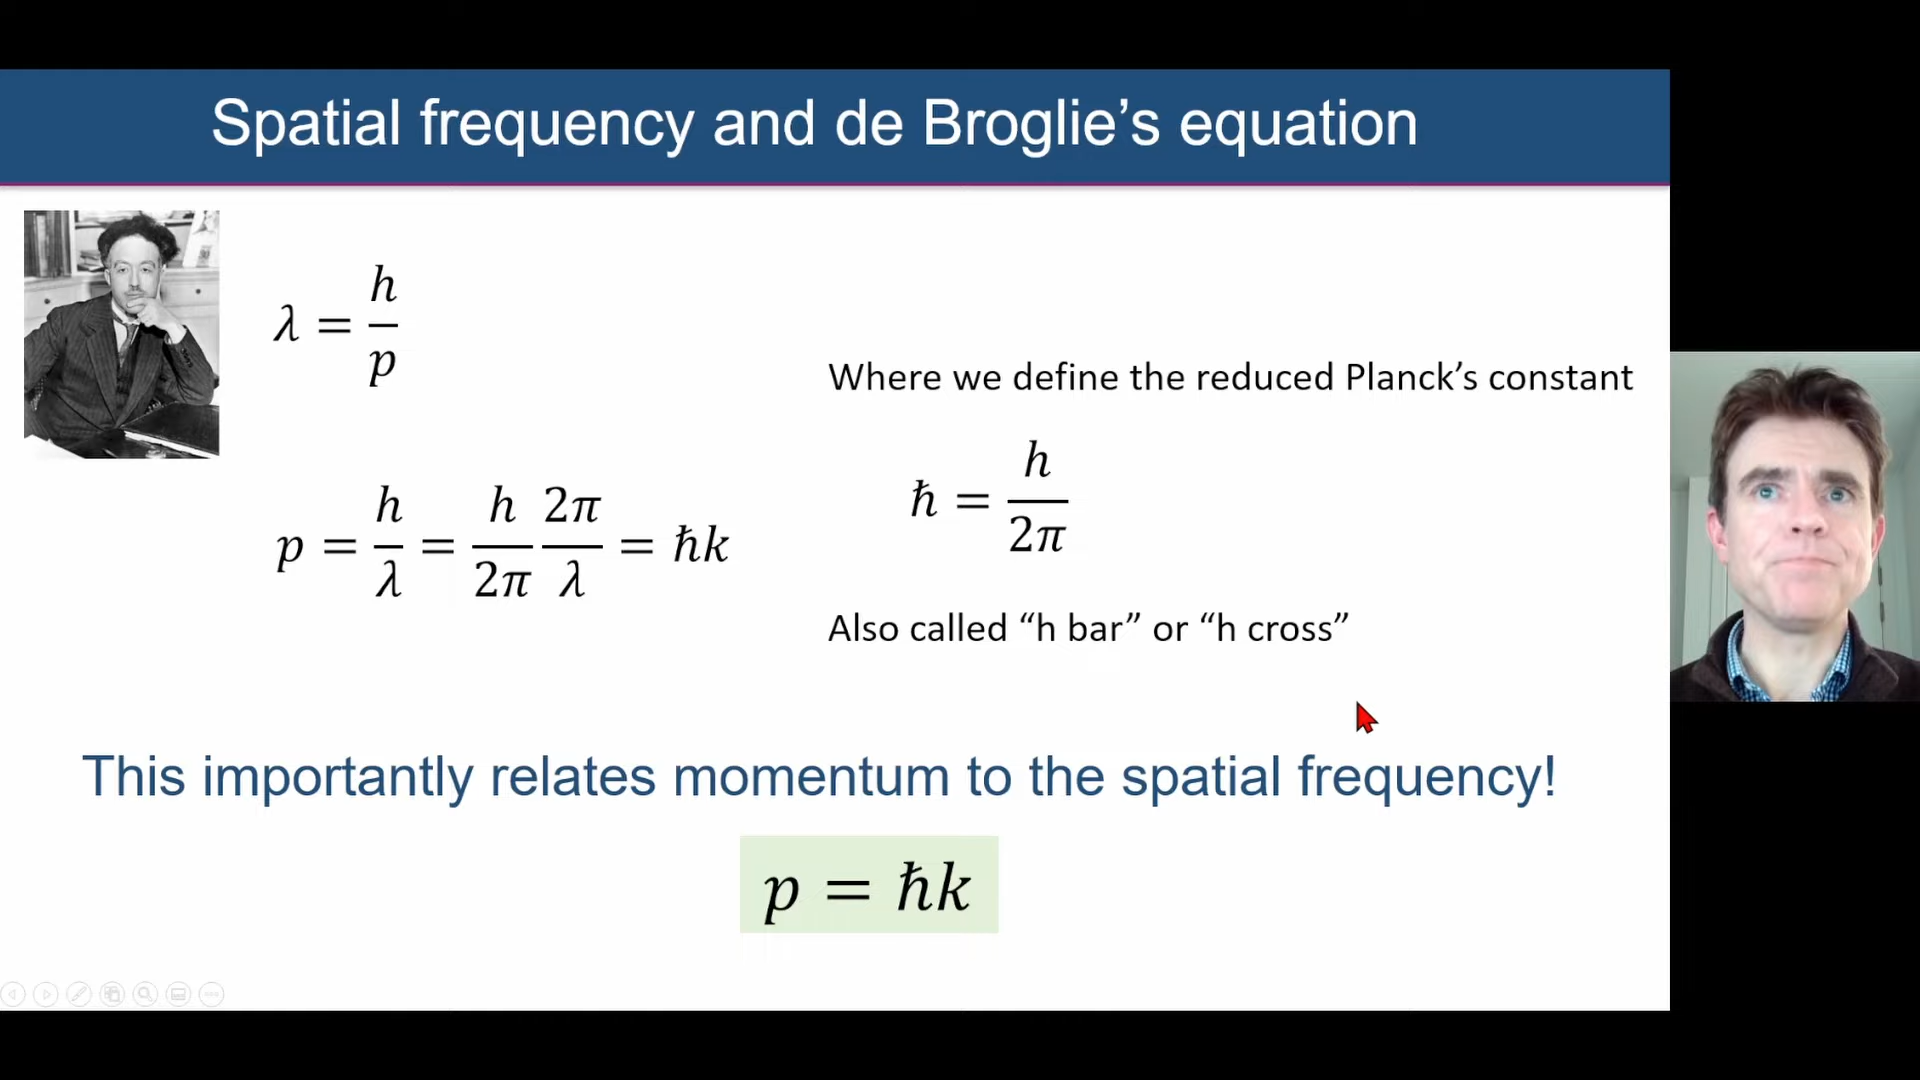 Spatial frequency and de Broglie's equation
λ = h/p
Where we define the reduced Planck's constant
ħ = h/2π
p = h/λ = h/2π 2π/λ = ħk
Also called “h bar” or “h cross”
This importantly relates momentum to the spatial frequency!
p = ħk